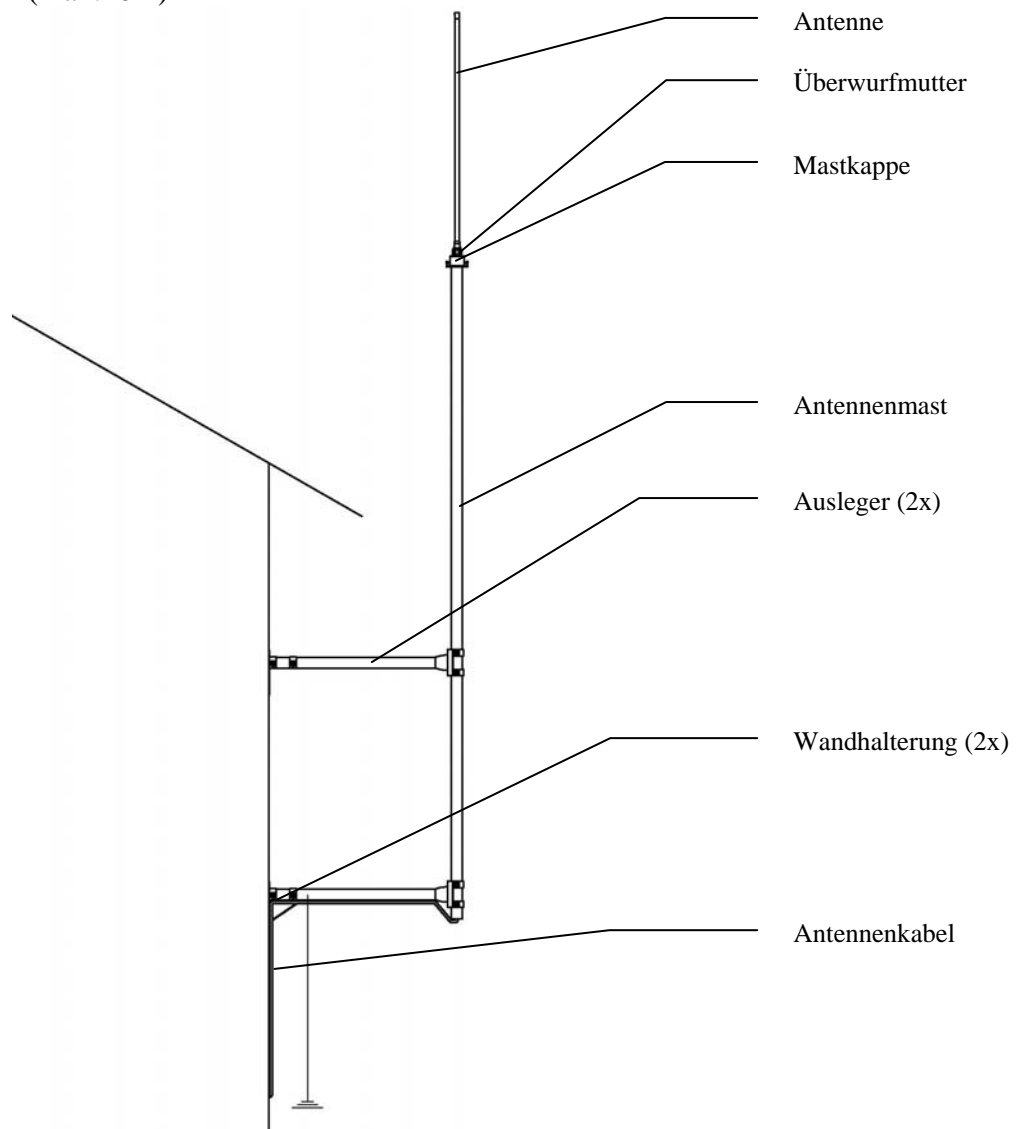 Antenne
Überwurfmutter
Mastkappe
Antennenmast
Ausleger (2x)
Wandhalterung (2x)
Antennenkabel